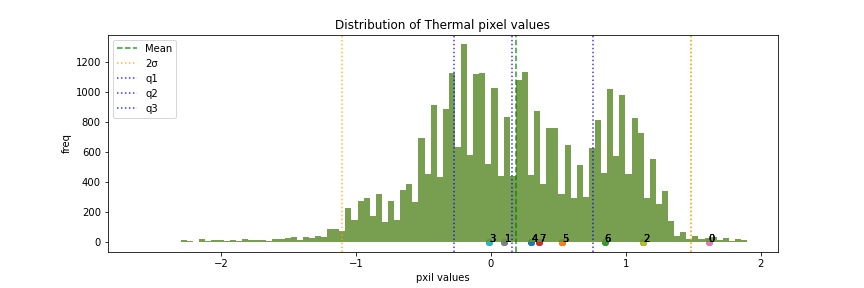 Distribution of Thermal pixel values
Mean
2σ
q1
q2
q3
freq
1200
1000
800
600
400
200
0
3 1 4 7 5 6 2 0
−2 −1 0 1 2
pxil values